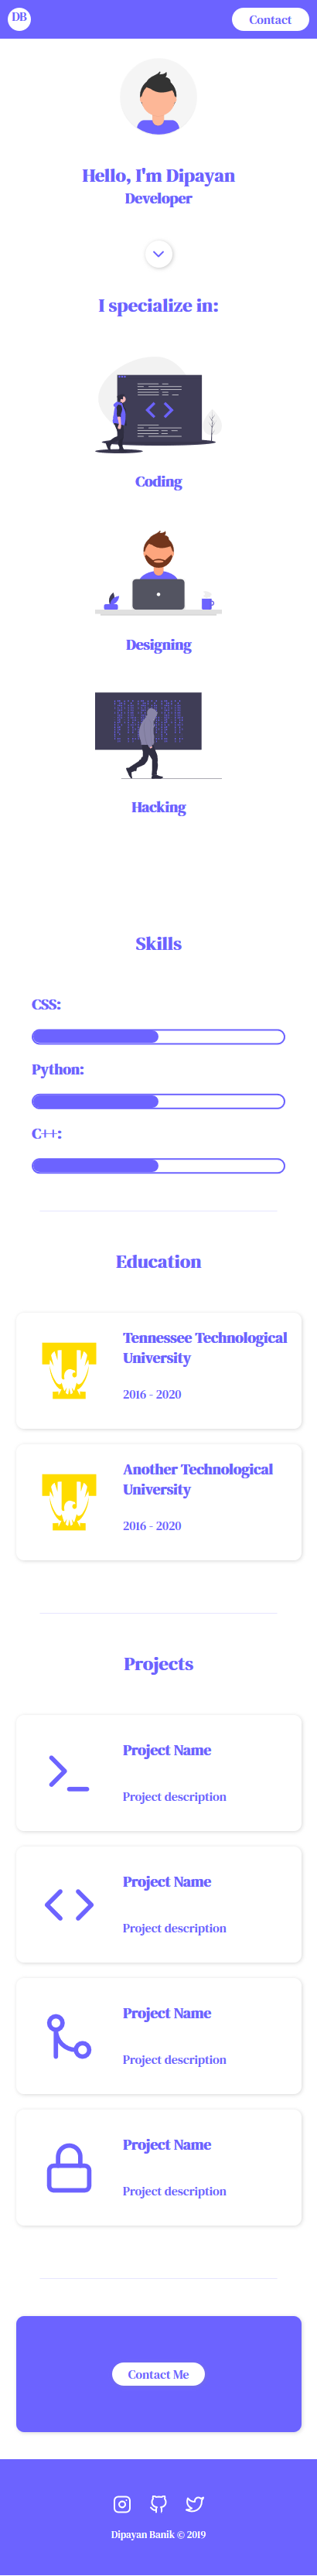 DB
Contact
Hello, I'm Dipayan
Developer
I specialize in:
Coding
Designing
Hacking
Skills
CSS:
Python:
C++:
Education
Tennessee Technological
University
2016 - 2020
Another Technological
University
2016 - 2020
Projects
Project Name
Project description
Project Name
Project description
Project Name
Project description
Project Name
Project description
Contact Me
Dipayan Banik © 2019